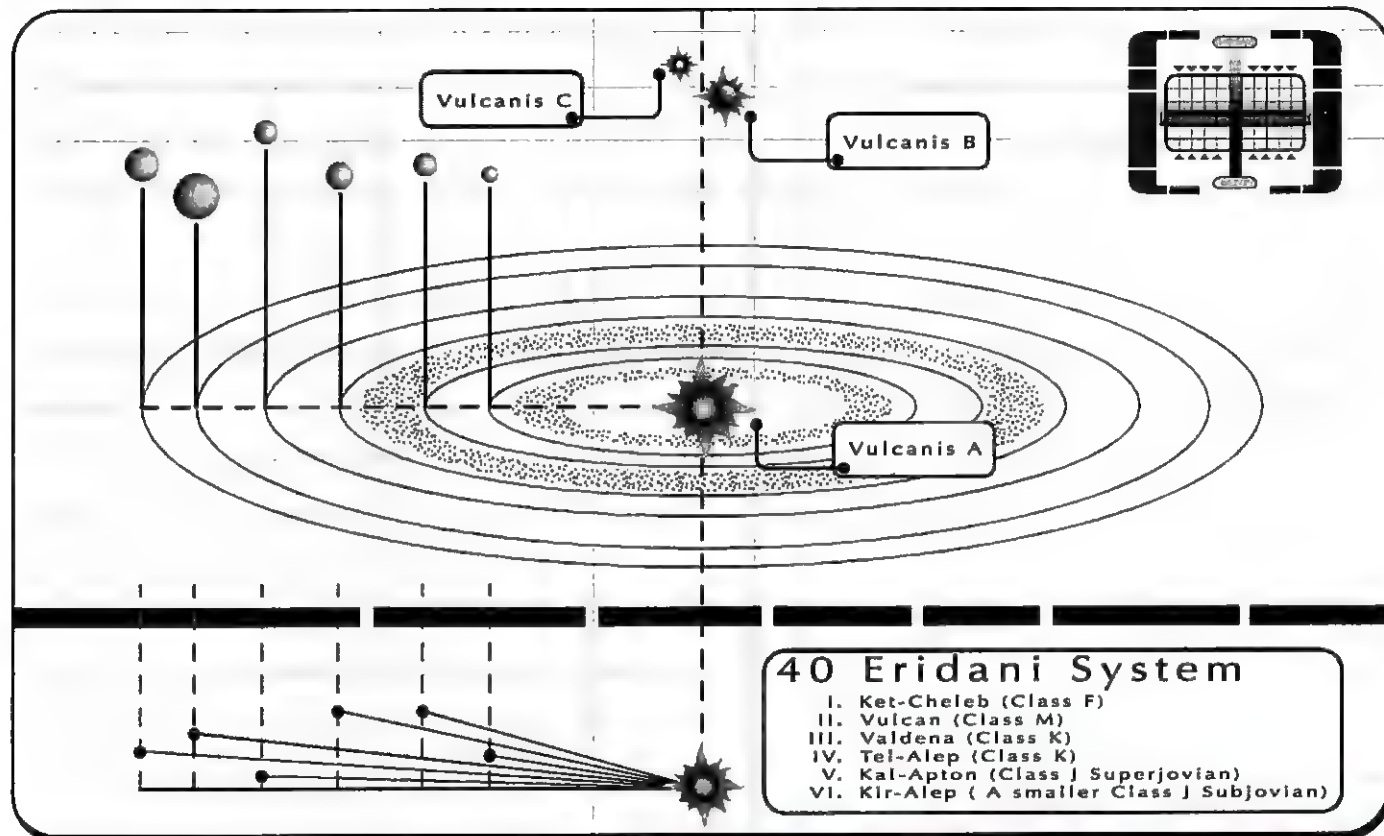 Vulcanis C
Vulcanis B
Vulcanis A
40 Eridani System
I. Ket-Cheleb (Class F)
II. Vulcan (Class M)
III. Valdena (Class K)
IV. Tel-Alep (Class K)
V. Kal-Apton (Class J Superjovian)
VI. Kir-Alep ( A smaller Class J Subjovian)